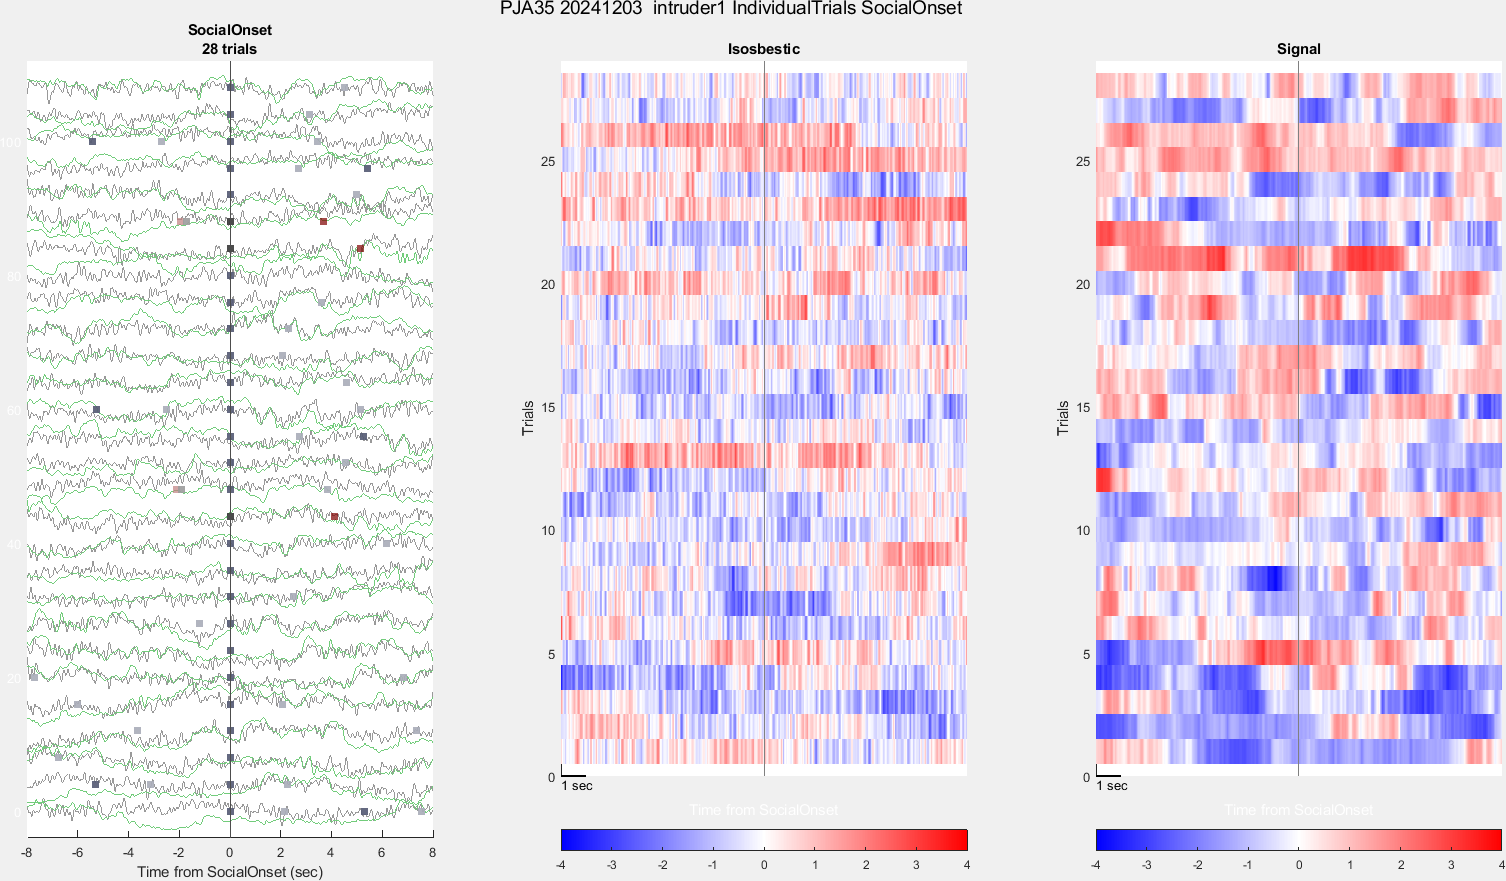 PJA35 20241203  intruder1 IndividualTrials SocialOnset
SocialOnset
28 trials
100
80
60
40
20
0
-8 -6 -4 -2 0 2 4 6 8
Time from SocialOnset (sec)
Isosbestic
Trials
25
20
15
10
5
0
1 sec
Time from SocialOnset
-4 -3 -2 -1 0 1 2 3 4
Signal
Trials
25
20
15
10
5
0
1 sec
Time from SocialOnset
-4 -3 -2 -1 0 1 2 3 4